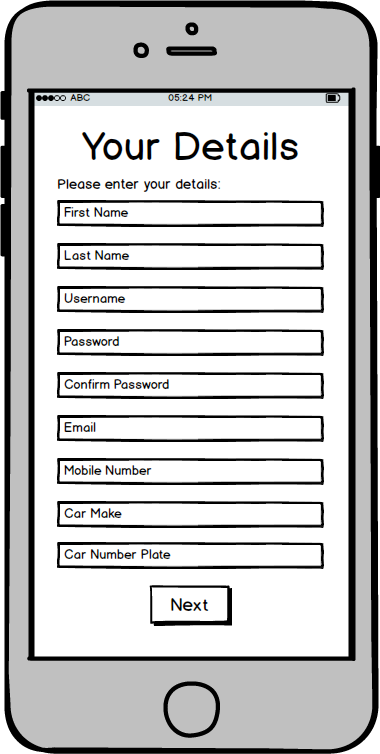 ABC 05:24 PM
Your Details
Please enter your details:
First Name
Last Name
Username
Password
Confirm Password
Email
Mobile Number
Car Make
Car Number Plate
Next